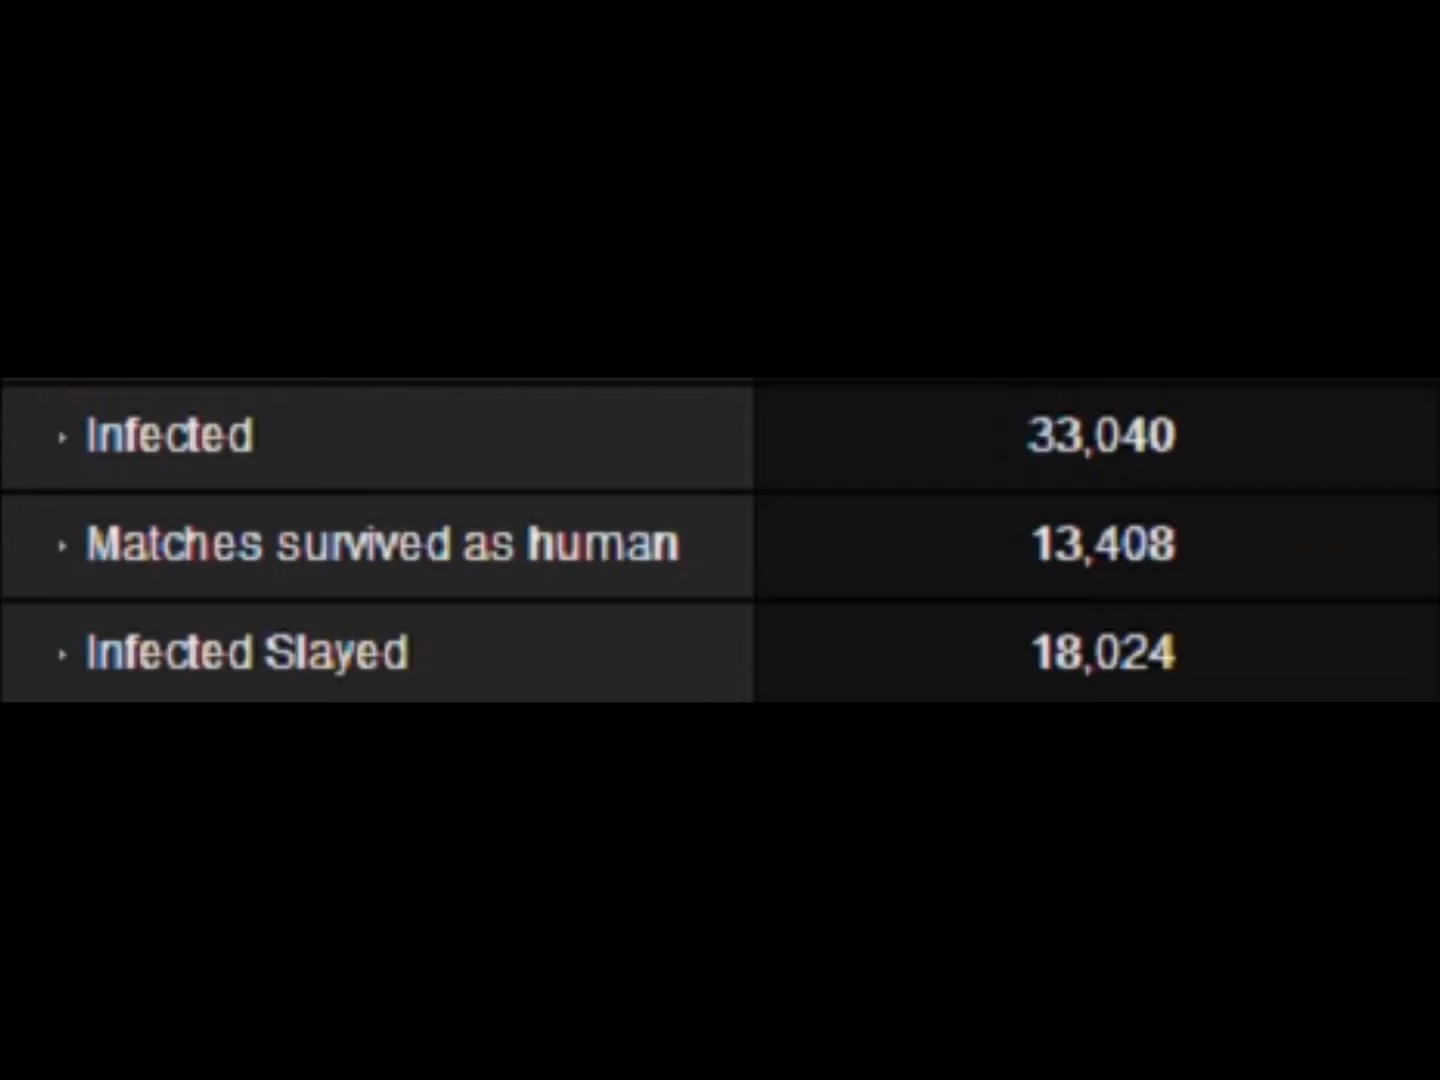 Infected 33,040
Matches survived as human 13,408
Infected Slayed 18,024